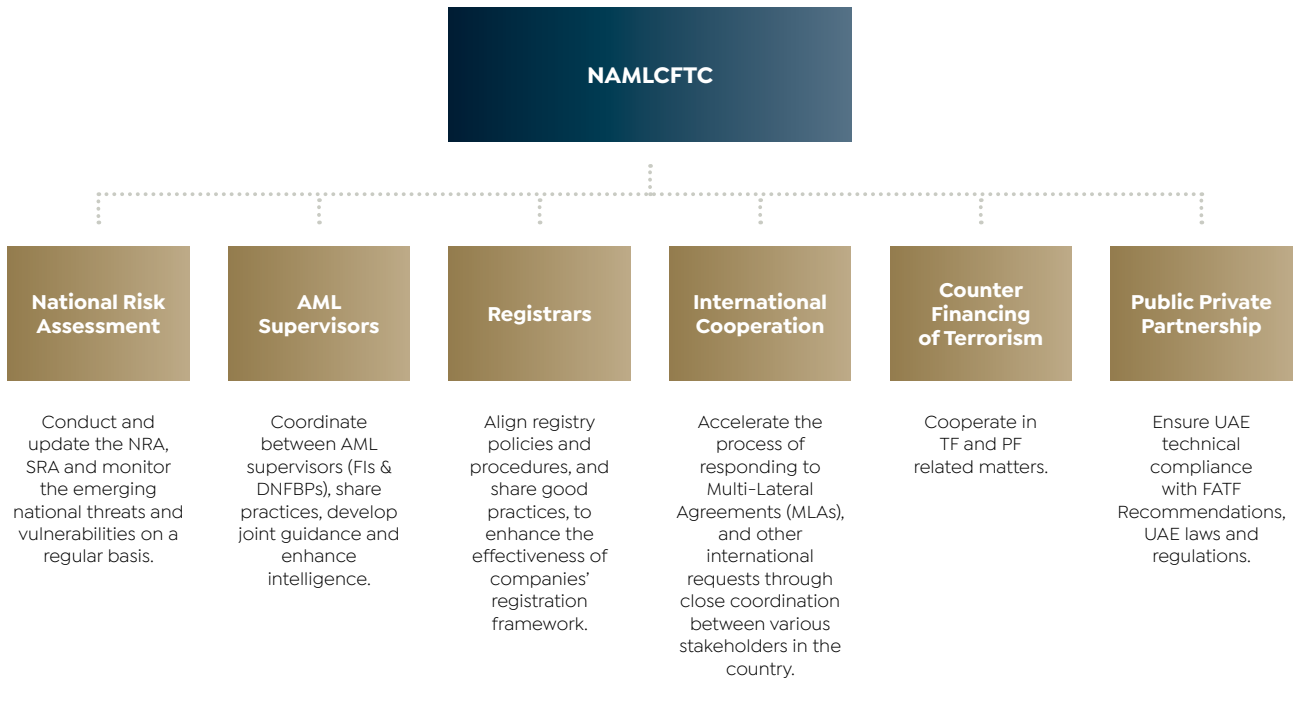 NAMLCFTC
National Risk
Assessment
Conduct and
update the NRA,
SRA and monitor
the emerging
national threats and
vulnerabilities on a
regular basis.
AML
Supervisors
Coordinate
between AML
supervisors (FIs &
DNFBPs), share
practices, develop
joint guidance and
enhance
intelligence.
Registrars
Align registry
policies and
procedures, and
share good
practices, to
enhance the
effectiveness of
companies’
registration
framework.
International
Cooperation
Accelerate the
process of
responding to
Multi-Lateral
Agreements (MLAs),
and other
international
requests through
close coordination
between various
stakeholders in the
country.
Counter
Financing
of Terrorism
Cooperate in
TF and PF
related matters.
Public Private
Partnership
Ensure UAE
technical
compliance
with FATF
Recommendations,
UAE laws and
regulations.